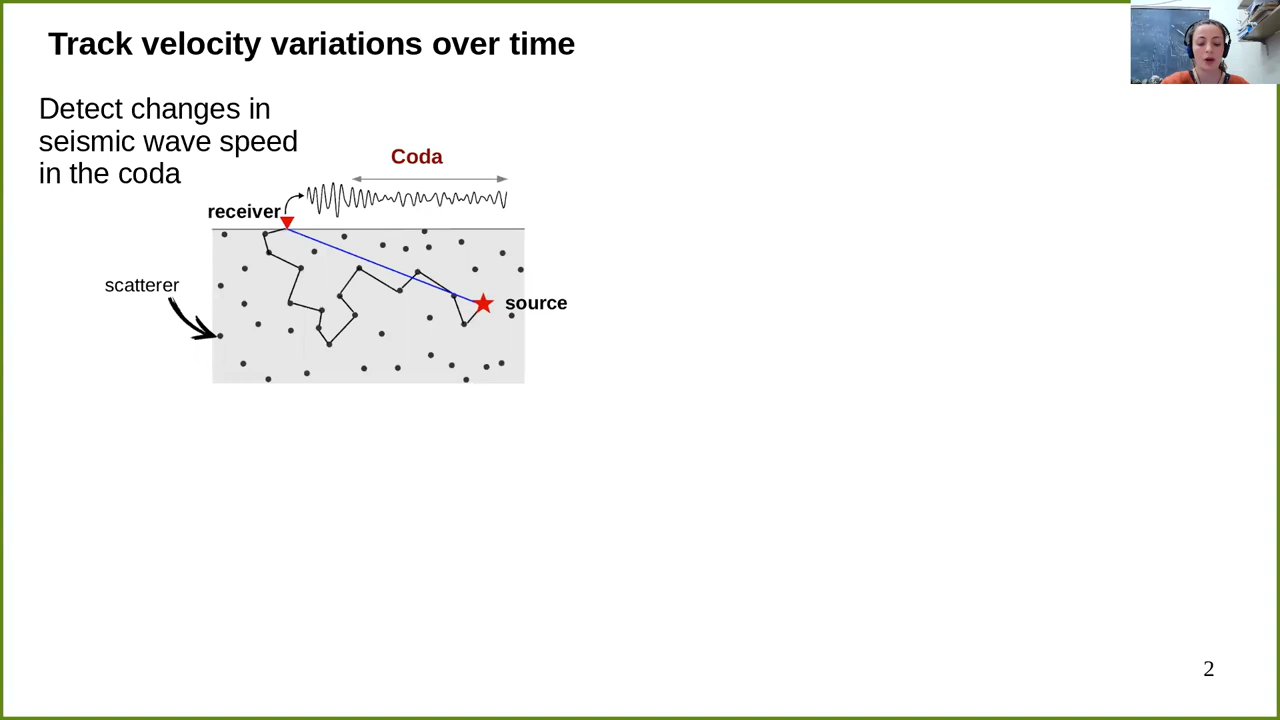 Track velocity variations over time
Detect changes in
seismic wave speed
in the coda
Coda
receiver
scatterer
source
2